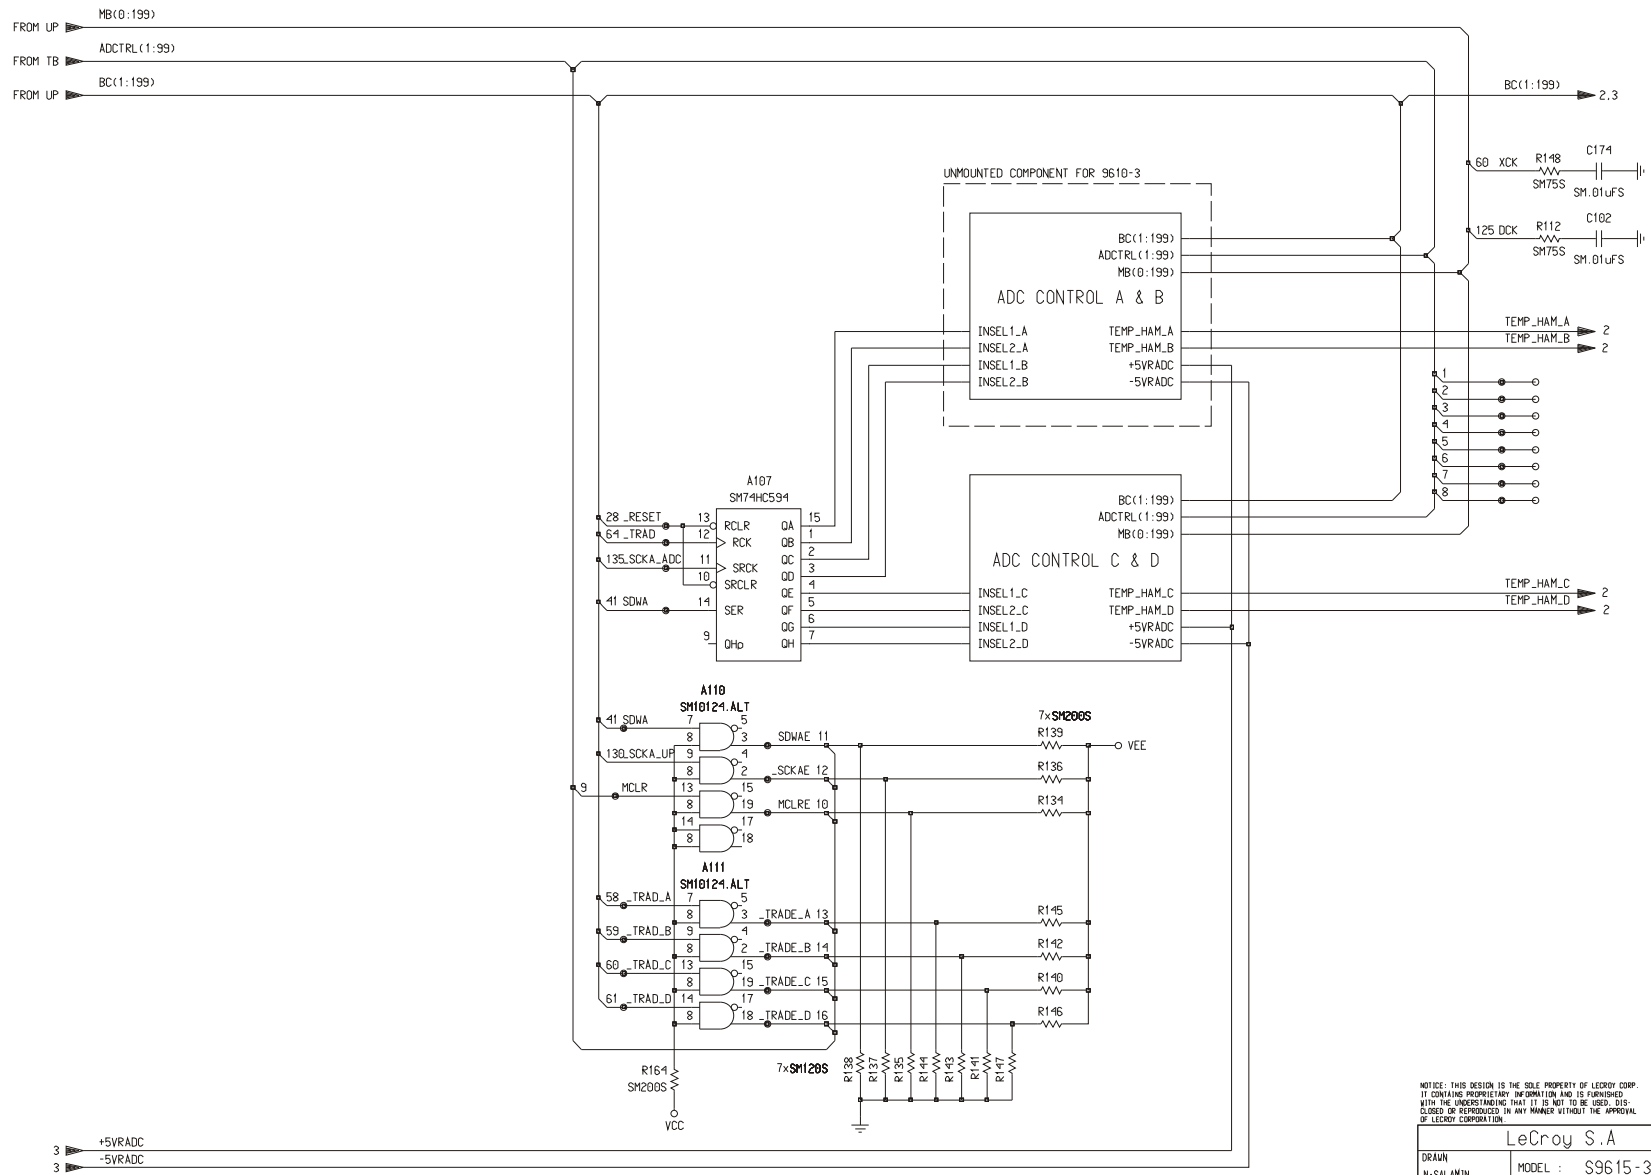 MB(0:199)
FROM UP
ADCTRL(1:99)
FROM TB
BC(1:199)
FROM UP
BC(1:199)
2.3
60 XCK
R148
SM75S
C174
SM.01uFS
125 DCK
R112
SM75S
C102
SM.01uFS
UNMOUNTED COMPONENT FOR 9610-3
BC(1:199)
ADCTRL(1:99)
MB(0:199)
ADC CONTROL A & B
INSEL1_A
TEMP_HAM_A
INSEL2_A
TEMP_HAM_B
INSEL1_B
+5VRADC
INSEL2_B
-5VRADC
TEMP_HAM_A
2
TEMP_HAM_B
2
1
2
3
4
5
6
7
8
A107
SM74HC594
28 _RESET
13
RCLR
QA
15
64 _TRAD
12
RCK
QB
1
135_SCKA_ADC
11
SRCK
QC
2
10
SRCLR
QD
3
QE
4
41 SDWA
14
SER
QF
5
QG
6
9
QHp
QH
7
BC(1:199)
ADCTRL(1:99)
MB(0:199)
ADC CONTROL C & D
INSEL1_C
TEMP_HAM_C
INSEL2_C
TEMP_HAM_D
INSEL1_D
+5VRADC
INSEL2_D
-5VRADC
TEMP_HAM_C
2
TEMP_HAM_D
2
A110
SM10124.ALT
41 SDWA
7
5
8
3
SDWAE 11
130_SCKA_UP
9
4
8
2
_SCKAE 12
9
MCLR
13
15
8
19
MCLRE 10
14
17
8
18
7xSM200S
R139
VEE
R136
R134
A111
SM10124.ALT
58 _TRAD_A
7
5
8
3
_TRADE_A 13
R145
59 _TRAD_B
9
4
8
2
_TRADE_B 14
R142
60 _TRAD_C
13
15
8
19
_TRADE_C 15
R140
61 _TRAD_D
14
17
8
18
_TRADE_D 16
R146
R164
SM200S
VCC
7xSM120S
R138
R137
R135
R144
R143
R141
R147
+5VRADC
3
-5VRADC
3
NOTICE: THIS DESIGN IS THE SOLE PROPERTY OF LECROY CORP.
IT CONTAINS PROPRIETARY INFORMATION AND IS FURNISHED
WITH THE UNDERSTANDING THAT IT IS NOT TO BE USED, DIS-
CLOSED OR REPRODUCED IN ANY MANNER WITHOUT THE APPROVAL
OF LECROY CORPORATION.
LeCroy S.A
DRAWN
MODEL : S9615-3